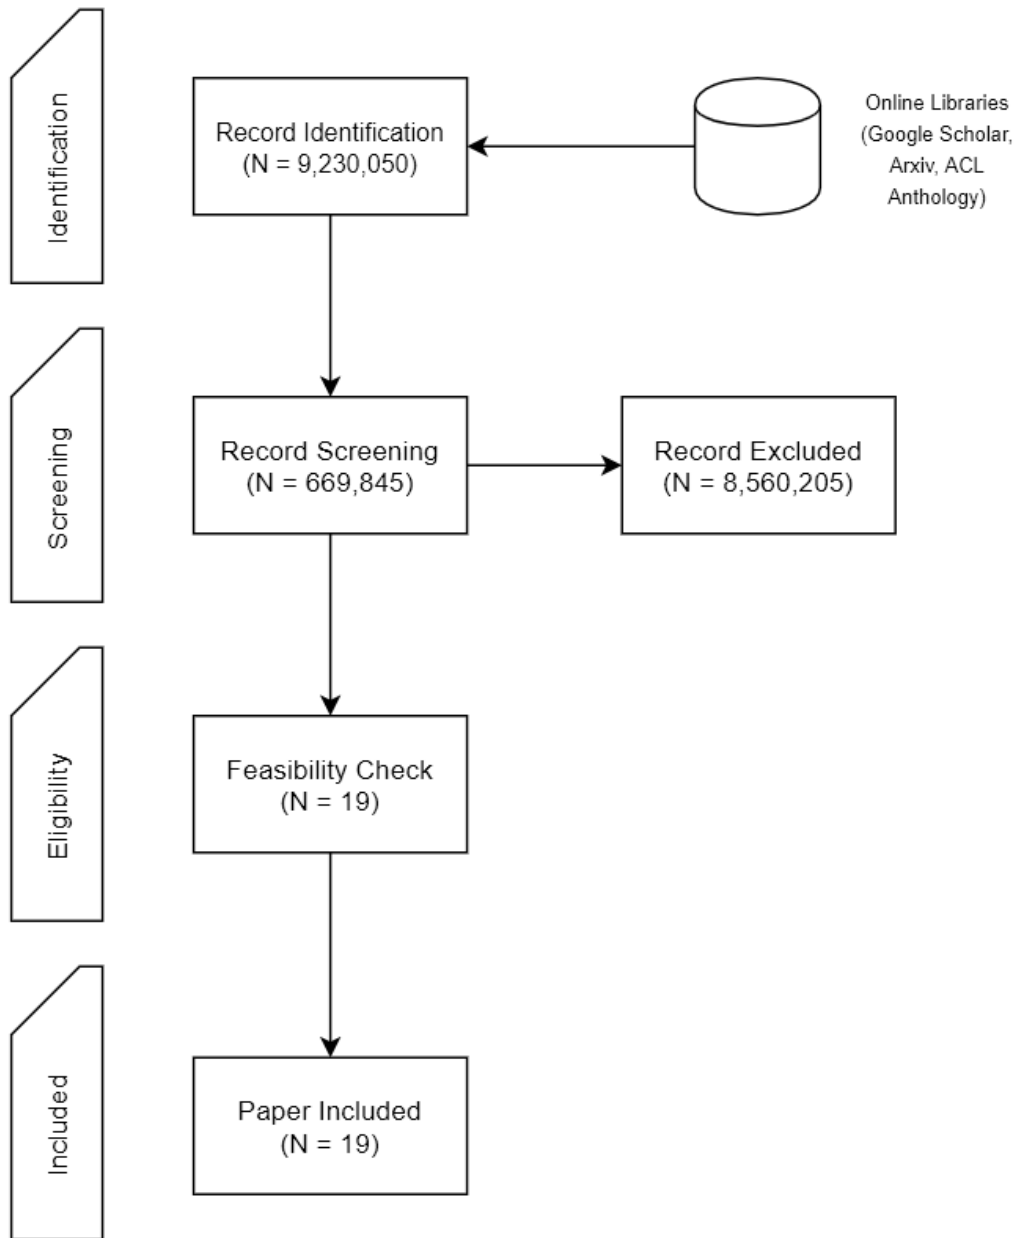 Identification
Record Identification
(N = 9,230,050)
Online Libraries
(Google Scholar,
Arxiv, ACL
Anthology)
Screening
Record Screening
(N = 669,845)
Record Excluded
(N = 8,560,205)
Eligibility
Feasibility Check
(N = 19)
Included
Paper Included
(N = 19)